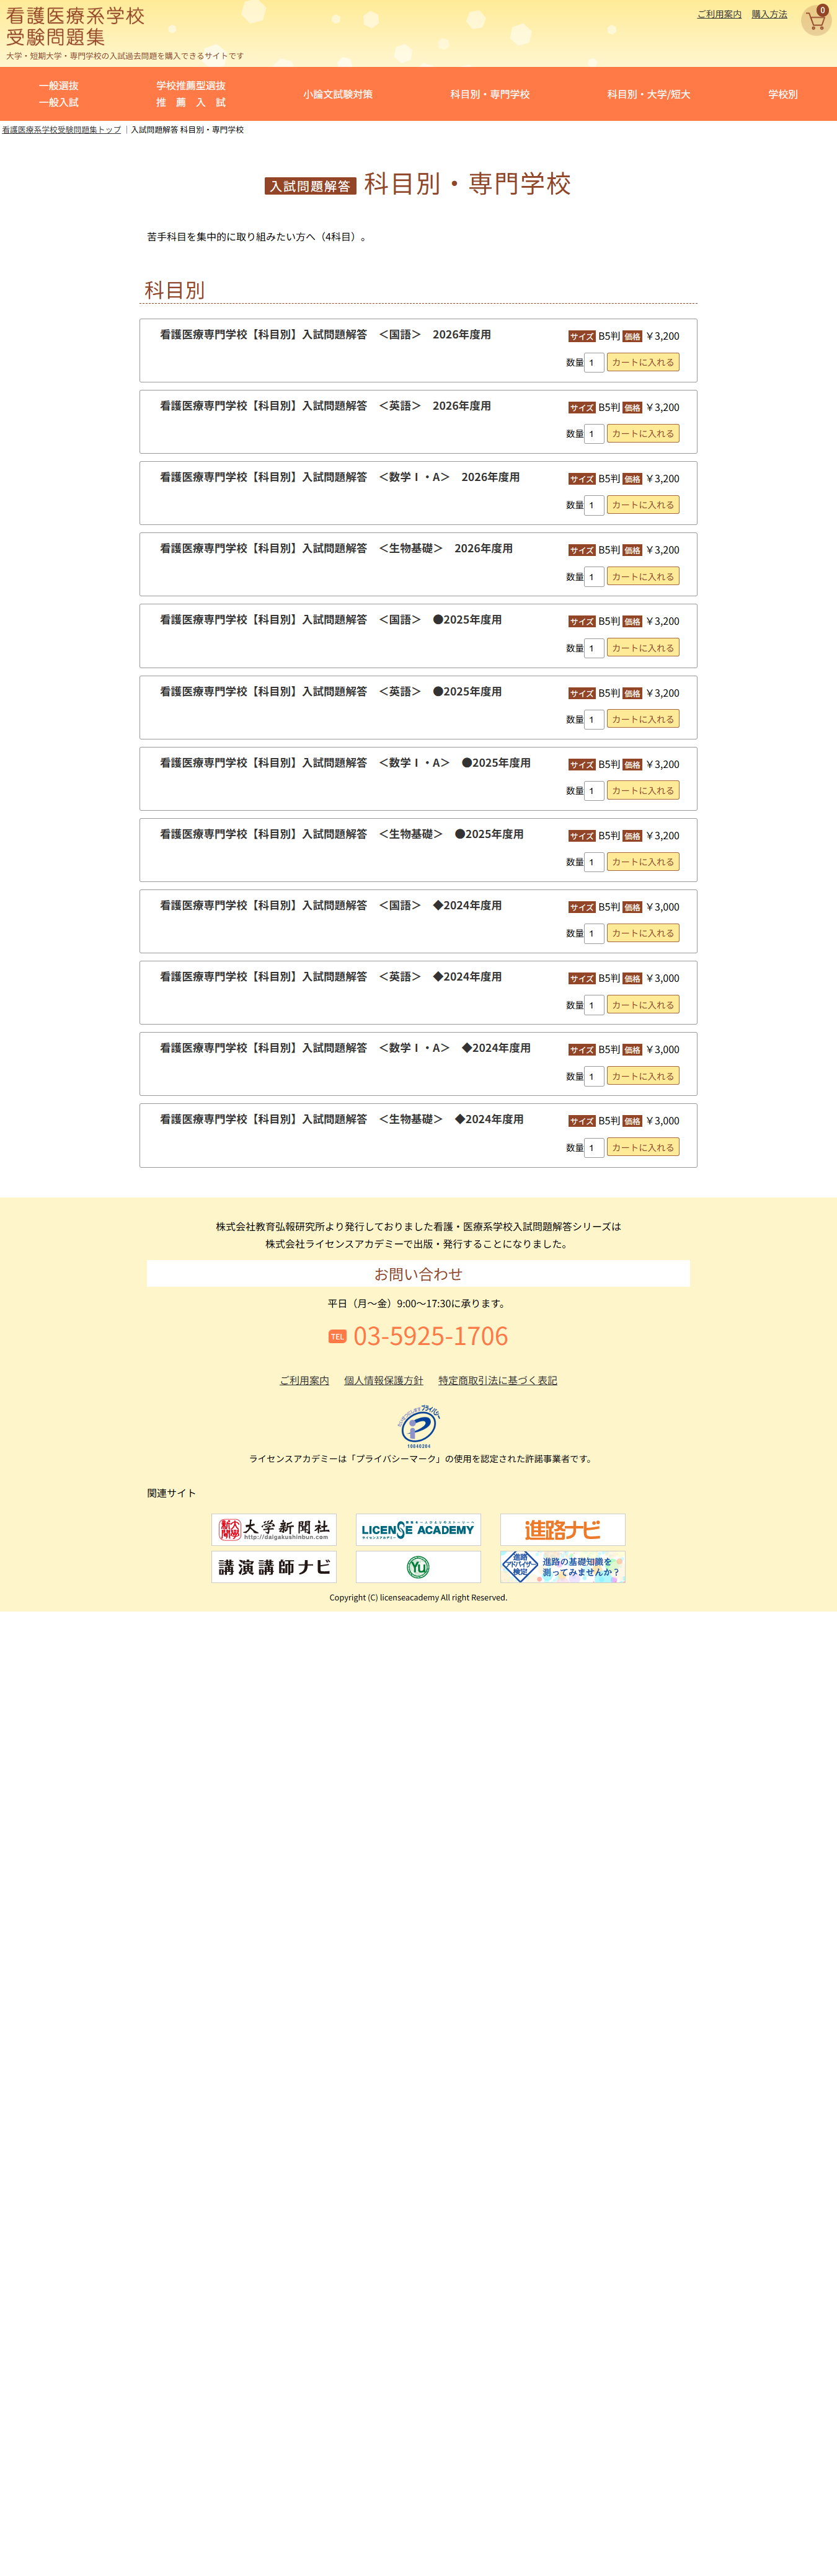 看護医療系学校
受験問題集
大学・短期大学・専門学校の入試過去問題を購入できるサイトです
ご利用案内 購入方法
0
一般選抜
一般入試
学校推薦型選抜
推　薦　入　試
小論文試験対策
科目別・専門学校
科目別・大学/短大
学校別
看護医療系学校受験問題集トップ | 入試問題解答 科目別・専門学校
入試問題解答 科目別・専門学校
苦手科目を集中的に取り組みたい方へ（4科目）。
科目別
看護医療専門学校【科目別】入試問題解答　＜国語＞　2026年度用
サイズ B5判 価格 ￥3,200
数量 1 カートに入れる
看護医療専門学校【科目別】入試問題解答　＜英語＞　2026年度用
サイズ B5判 価格 ￥3,200
数量 1 カートに入れる
看護医療専門学校【科目別】入試問題解答　＜数学Ⅰ・A＞　2026年度用
サイズ B5判 価格 ￥3,200
数量 1 カートに入れる
看護医療専門学校【科目別】入試問題解答　＜生物基礎＞　2026年度用
サイズ B5判 価格 ￥3,200
数量 1 カートに入れる
看護医療専門学校【科目別】入試問題解答　＜国語＞　●2025年度用
サイズ B5判 価格 ￥3,200
数量 1 カートに入れる
看護医療専門学校【科目別】入試問題解答　＜英語＞　●2025年度用
サイズ B5判 価格 ￥3,200
数量 1 カートに入れる
看護医療専門学校【科目別】入試問題解答　＜数学Ⅰ・A＞　●2025年度用
サイズ B5判 価格 ￥3,200
数量 1 カートに入れる
看護医療専門学校【科目別】入試問題解答　＜生物基礎＞　●2025年度用
サイズ B5判 価格 ￥3,200
数量 1 カートに入れる
看護医療専門学校【科目別】入試問題解答　＜国語＞　◆2024年度用
サイズ B5判 価格 ￥3,000
数量 1 カートに入れる
看護医療専門学校【科目別】入試問題解答　＜英語＞　◆2024年度用
サイズ B5判 価格 ￥3,000
数量 1 カートに入れる
看護医療専門学校【科目別】入試問題解答　＜数学Ⅰ・A＞　◆2024年度用
サイズ B5判 価格 ￥3,000
数量 1 カートに入れる
看護医療専門学校【科目別】入試問題解答　＜生物基礎＞　◆2024年度用
サイズ B5判 価格 ￥3,000
数量 1 カートに入れる
株式会社教育弘報研究所より発行しておりました看護・医療系学校入試問題解答シリーズは
株式会社ライセンスアカデミーで出版・発行することになりました。
お問い合わせ
平日（月～金）9:00～17:30に承ります。
TEL 03-5925-1706
ご利用案内 個人情報保護方針 特定商取引法に基づく表記
プライバシー
10840204
ライセンスアカデミーは「プライバシーマーク」の使用を認定された許諾事業者です。
関連サイト
大学新聞 大学新聞社
http://daigakushinbun.com
LICENSE ACADEMY
ライセンスアカデミー
進路ナビ
講演講師ナビ
Yu
進路
アドバイザー
検定
進路の基礎知識を
測ってみませんか？
Copyright (C) licenseacademy All right Reserved.